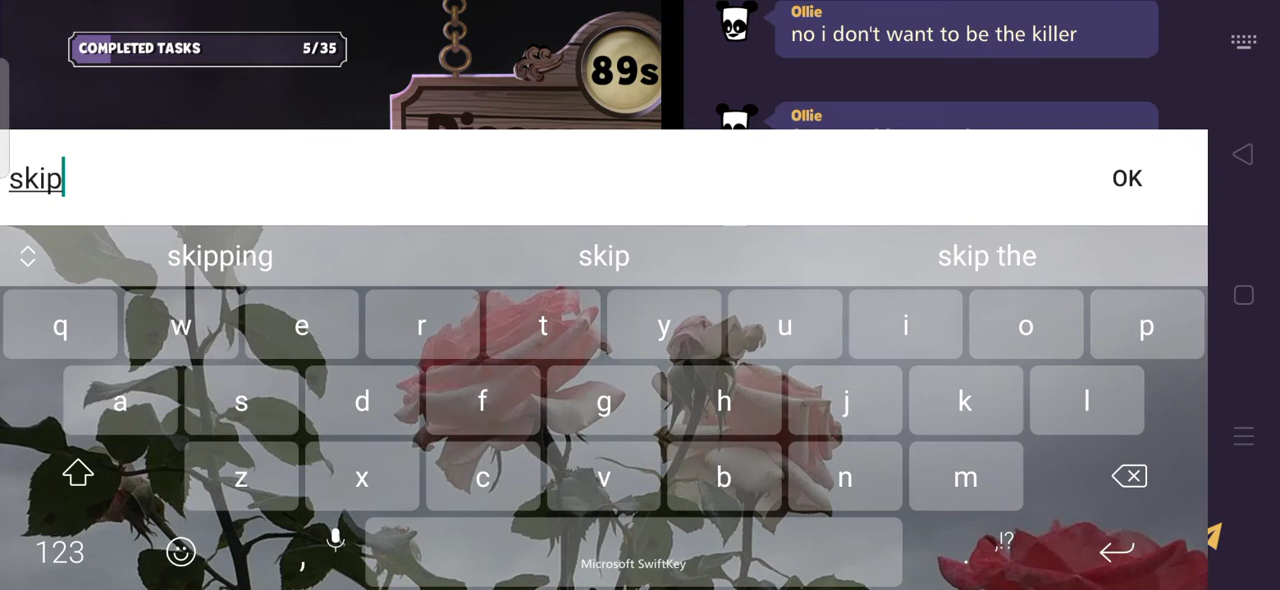 COMPLETED TASKS 5/35
89s
Ollie
no i don't want to be the killer
Ollie
skip
OK
skipping skip skip the
q w e r t y u i o p
a s d f g h j k l
z x c v b n m
123 , Microsoft SwiftKey . ,!?